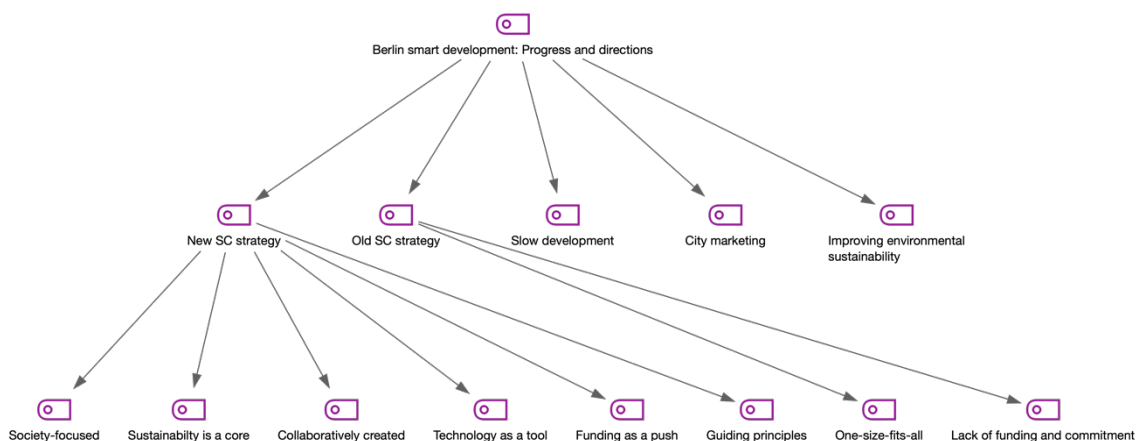 Berlin smart development: Progress and directions
New SC strategy
Old SC strategy
Slow development
City marketing
Improving environmental
sustainability
Society-focused
Sustainabilty is a core
Collaboratively created
Technology as a tool
Funding as a push
Guiding principles
One-size-fits-all
Lack of funding and commitment